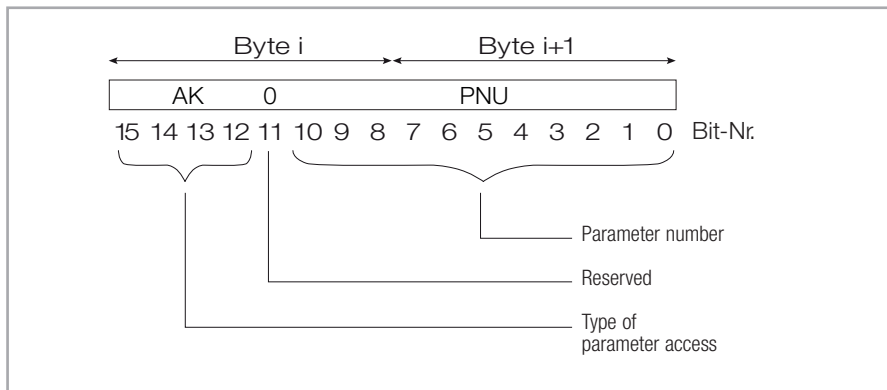 Byte i Byte i+1
AK 0 PNU
15 14 13 12 11 10 9 8 7 6 5 4 3 2 1 0 Bit-Nr.
Parameter number
Reserved
Type of
parameter access